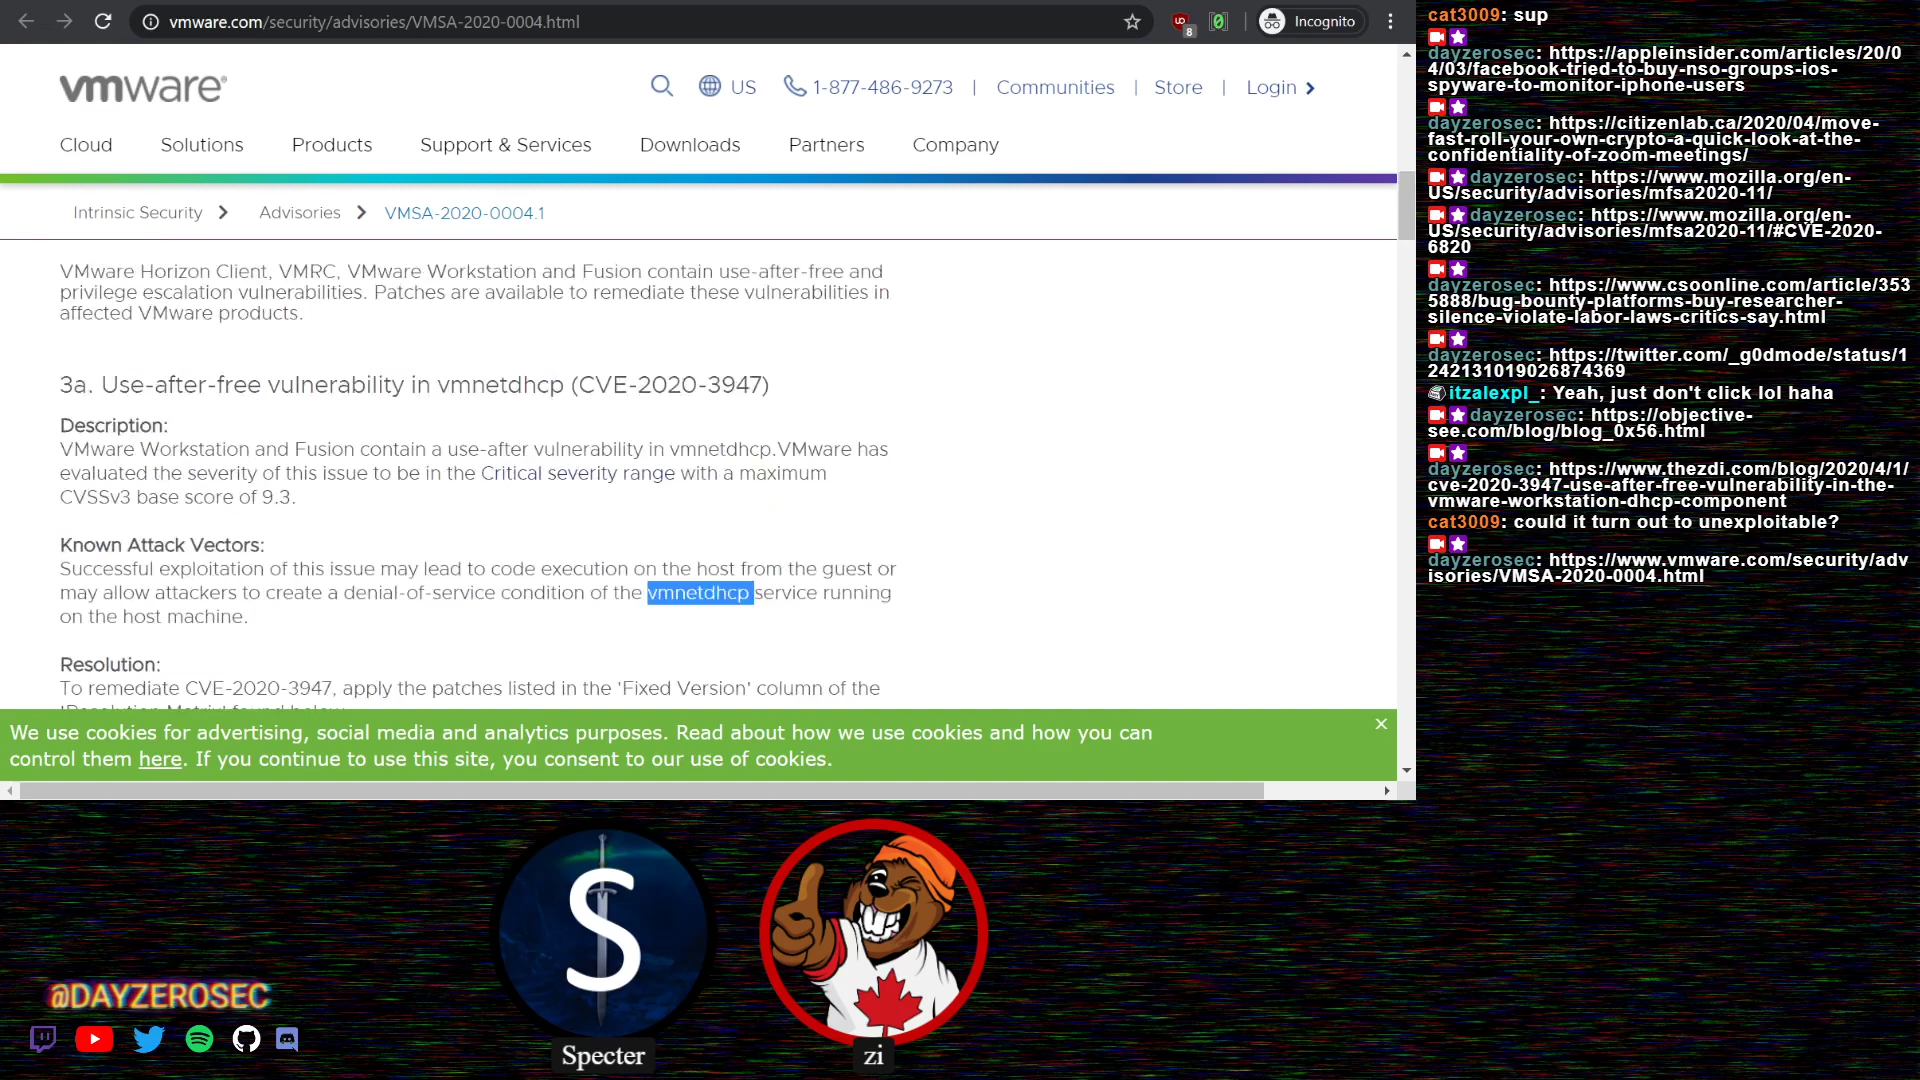 vmware.com/security/advisories/VMSA-2020-0004.html
8
Incognito
vmware
US
1-877-486-9273
|
Communities
|
Store
|
Login
Cloud
Solutions
Products
Support & Services
Downloads
Partners
Company
Intrinsic Security
Advisories
VMSA-2020-0004.1
VMware Horizon Client, VMRC, VMware Workstation and Fusion contain use-after-free and
privilege escalation vulnerabilities. Patches are available to remediate these vulnerabilities in
affected VMware products.
3a. Use-after-free vulnerability in vmnetdhcp (CVE-2020-3947)
Description:
VMware Workstation and Fusion contain a use-after vulnerability in vmnetdhcp.VMware has
evaluated the severity of this issue to be in the Critical severity range with a maximum
CVSSv3 base score of 9.3.
Known Attack Vectors:
Successful exploitation of this issue may lead to code execution on the host from the guest or
may allow attackers to create a denial-of-service condition of the vmnetdhcp service running
on the host machine.
Resolution:
To remediate CVE-2020-3947, apply the patches listed in the 'Fixed Version' column of the
'Resolution Matrix' found below.
We use cookies for advertising, social media and analytics purposes. Read about how we use cookies and how you can
control them here. If you continue to use this site, you consent to our use of cookies.
cat3009: sup
dayzerosec: https://appleinsider.com/articles/20/0
4/03/facebook-tried-to-buy-nso-groups-ios-
spyware-to-monitor-iphone-users
dayzerosec: https://citizenlab.ca/2020/04/move-
fast-roll-your-own-crypto-a-quick-look-at-the-
confidentiality-of-zoom-meetings/
dayzerosec: https://www.mozilla.org/en-
US/security/advisories/mfsa2020-11/
dayzerosec: https://www.mozilla.org/en-
US/security/advisories/mfsa2020-11/#CVE-2020-
6820
dayzerosec: https://www.csoonline.com/article/353
5888/bug-bounty-platforms-buy-researcher-
silence-violate-labor-laws-critics-say.html
dayzerosec: https://twitter.com/_g0dmode/status/1
242131019026874369
itzalexpl_: Yeah, just don't click lol haha
dayzerosec: https://objective-
see.com/blog/blog_0x56.html
dayzerosec: https://www.thezdi.com/blog/2020/4/1/
cve-2020-3947-use-after-free-vulnerability-in-the-
vmware-workstation-dhcp-component
cat3009: could it turn out to unexploitable?
dayzerosec: https://www.vmware.com/security/adv
isories/VMSA-2020-0004.html
S
@DAYZEROSEC
Specter
zi